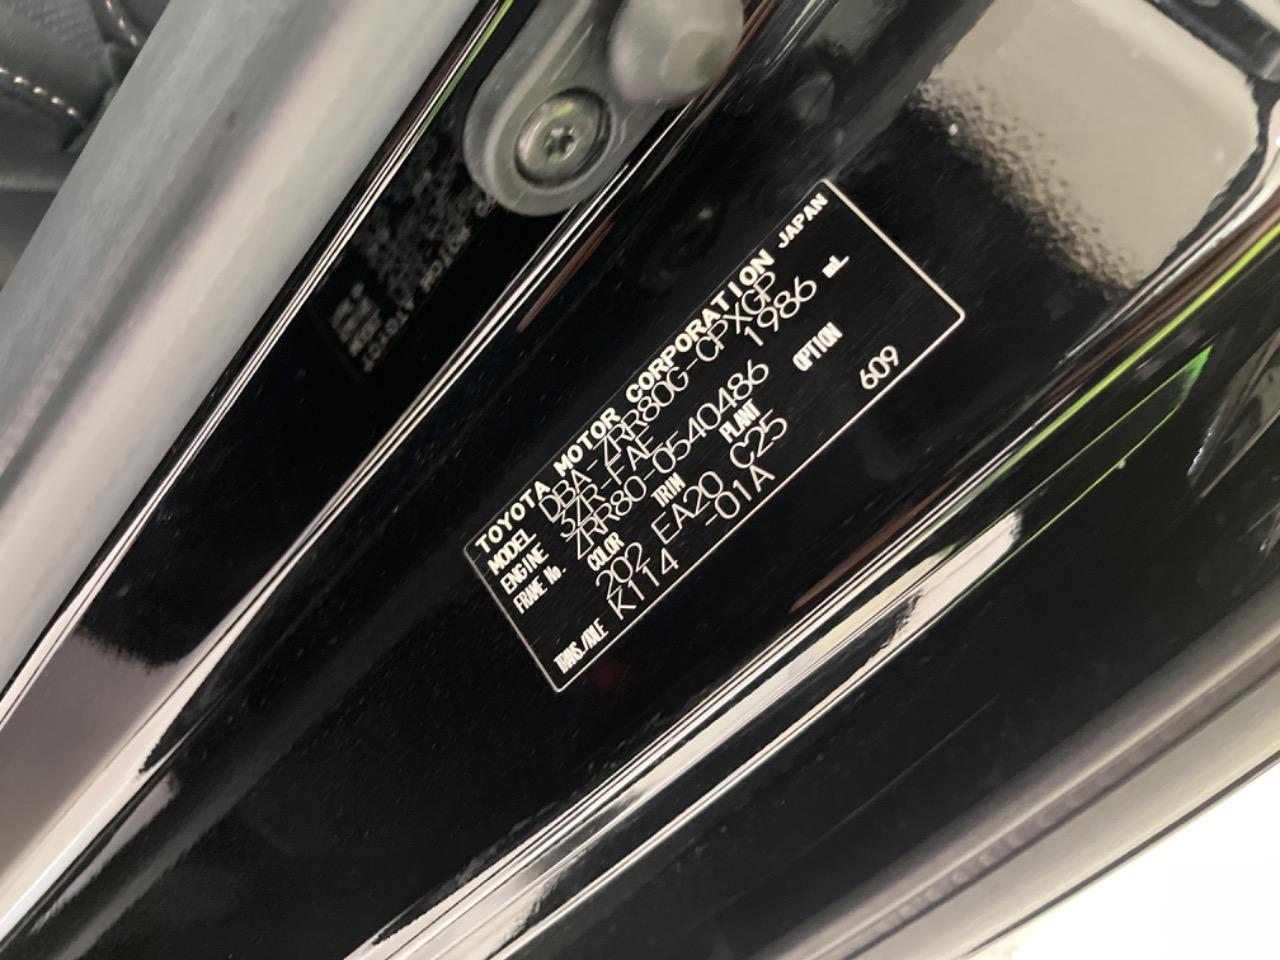 TOYOTA MOTOR CORPORATION JAPAN
MODEL DBA-ZRR80G-CPXGP
ENGINE 3ZR-FAE 1986 mL
FRAME No. ZRR80-0540486
COLOR TRIM PLANT OPTION
202 EA20 C25 609
TRANS./AXLE K114 -01A